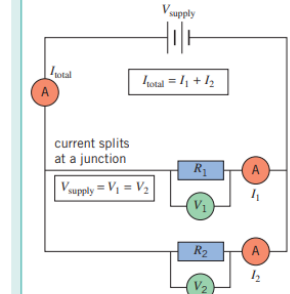 V_supply
I_total
A
I_total = I_1 + I_2
current splits
at a junction
V_supply = V_1 = V_2
R_1
A
V_1
I_1
R_2
A
V_2
I_2